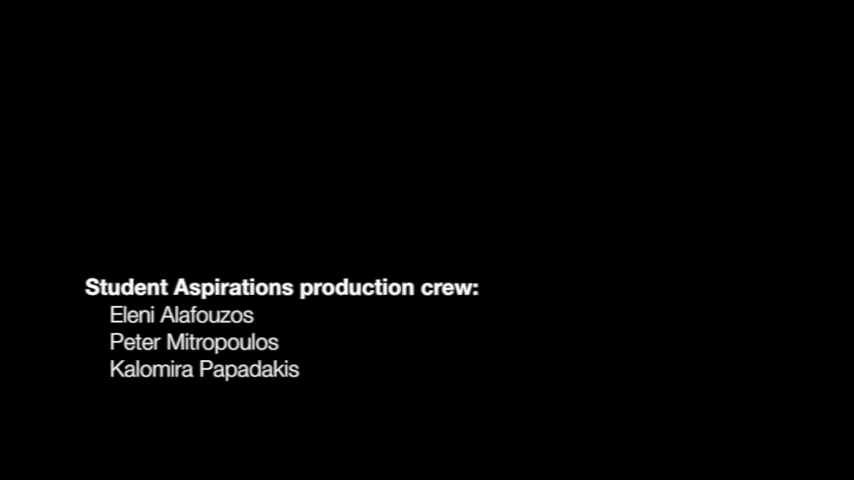 Student Aspirations production crew:
Eleni Alafouzos
Peter Mitropoulos
Kalomira Papadakis